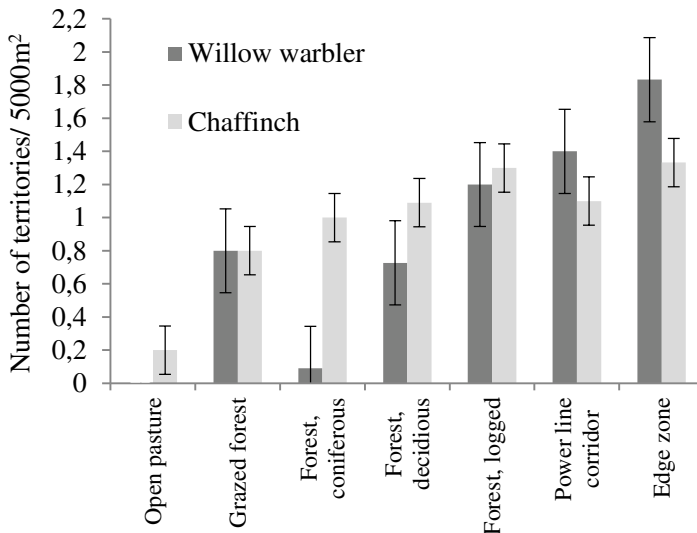 Number of territories/ 5000m²
2,2
2
1,8
1,6
1,4
1,2
1
0,8
0,6
0,4
0,2
0
Willow warbler
Chaffinch
Open pasture
Grazed forest
Forest,
coniferous
Forest,
decidious
Forest, logged
Power line
corridor
Edge zone